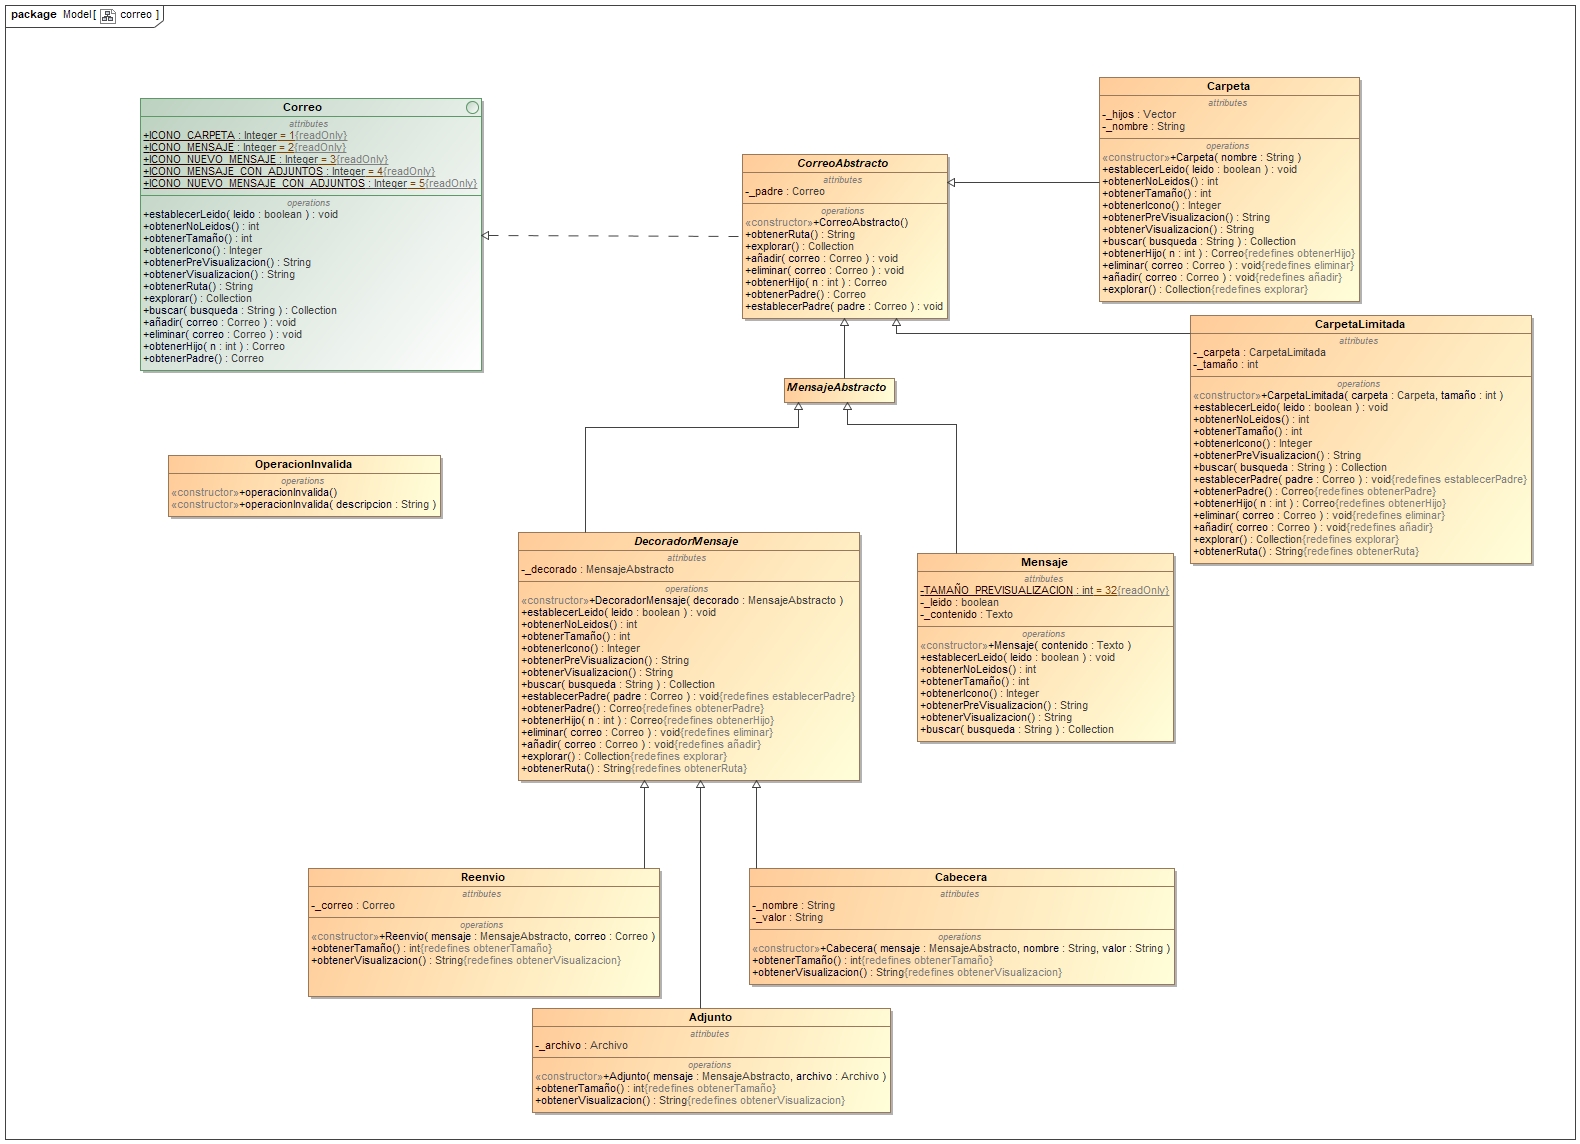 package Model[ correo ]
Correo
attributes
+ICONO_CARPETA : Integer = 1{readOnly}
+ICONO_MENSAJE : Integer = 2{readOnly}
+ICONO_NUEVO_MENSAJE : Integer = 3{readOnly}
+ICONO_MENSAJE_CON_ADJUNTOS : Integer = 4{readOnly}
+ICONO_NUEVO_MENSAJE_CON_ADJUNTOS : Integer = 5{readOnly}
operations
+establecerLeido( leido : boolean ) : void
+obtenerNoLeidos() : int
+obtenerTamaño() : int
+obtenerIcono() : Integer
+obtenerPreVisualizacion() : String
+obtenerVisualizacion() : String
+obtenerRuta() : String
+explorar() : Collection
+buscar( busqueda : String ) : Collection
+añadir( correo : Correo ) : void
+eliminar( correo : Correo ) : void
+obtenerHijo( n : int ) : Correo
+obtenerPadre() : Correo
CorreoAbstracto
attributes
-_padre : Correo
operations
«constructor»+CorreoAbstracto()
+obtenerRuta() : String
+explorar() : Collection
+añadir( correo : Correo ) : void
+eliminar( correo : Correo ) : void
+obtenerHijo( n : int ) : Correo
+obtenerPadre() : Correo
+establecerPadre( padre : Correo ) : void
Carpeta
attributes
-_hijos : Vector
-_nombre : String
operations
«constructor»+Carpeta( nombre : String )
+establecerLeido( leido : boolean ) : void
+obtenerNoLeidos() : int
+obtenerTamaño() : int
+obtenerIcono() : Integer
+obtenerPreVisualizacion() : String
+obtenerVisualizacion() : String
+buscar( busqueda : String ) : Collection
+obtenerHijo( n : int ) : Correo{redefines obtenerHijo}
+eliminar( correo : Correo ) : void{redefines eliminar}
+añadir( correo : Correo ) : void{redefines añadir}
+explorar() : Collection{redefines explorar}
CarpetaLimitada
attributes
-_carpeta : CarpetaLimitada
-_tamaño : int
operations
«constructor»+CarpetaLimitada( carpeta : Carpeta, tamaño : int )
+establecerLeido( leido : boolean ) : void
+obtenerNoLeidos() : int
+obtenerTamaño() : int
+obtenerIcono() : Integer
+obtenerPreVisualizacion() : String
+buscar( busqueda : String ) : Collection
+establecerPadre( padre : Correo ) : void{redefines establecerPadre}
+obtenerPadre() : Correo{redefines obtenerPadre}
+obtenerHijo( n : int ) : Correo{redefines obtenerHijo}
+eliminar( correo : Correo ) : void{redefines eliminar}
+añadir( correo : Correo ) : void{redefines añadir}
+explorar() : Collection{redefines explorar}
+obtenerRuta() : String{redefines obtenerRuta}
MensajeAbstracto
OperacionInvalida
operations
«constructor»+operacionInvalida()
«constructor»+operacionInvalida( descripcion : String )
DecoradorMensaje
attributes
-_decorado : MensajeAbstracto
operations
«constructor»+DecoradorMensaje( decorado : MensajeAbstracto )
+establecerLeido( leido : boolean ) : void
+obtenerNoLeidos() : int
+obtenerTamaño() : int
+obtenerIcono() : Integer
+obtenerPreVisualizacion() : String
+obtenerVisualizacion() : String
+buscar( busqueda : String ) : Collection
+establecerPadre( padre : Correo ) : void{redefines establecerPadre}
+obtenerPadre() : Correo{redefines obtenerPadre}
+obtenerHijo( n : int ) : Correo{redefines obtenerHijo}
+eliminar( correo : Correo ) : void{redefines eliminar}
+añadir( correo : Correo ) : void{redefines añadir}
+explorar() : Collection{redefines explorar}
+obtenerRuta() : String{redefines obtenerRuta}
Mensaje
attributes
-TAMAÑO_PREVISUALIZACION : int = 32{readOnly}
-_leido : boolean
-_contenido : Texto
operations
«constructor»+Mensaje( contenido : Texto )
+establecerLeido( leido : boolean ) : void
+obtenerNoLeidos() : int
+obtenerTamaño() : int
+obtenerIcono() : Integer
+obtenerPreVisualizacion() : String
+obtenerVisualizacion() : String
+buscar( busqueda : String ) : Collection
Reenvio
attributes
-_correo : Correo
operations
«constructor»+Reenvio( mensaje : MensajeAbstracto, correo : Correo )
+obtenerTamaño() : int{redefines obtenerTamaño}
+obtenerVisualizacion() : String{redefines obtenerVisualizacion}
Cabecera
attributes
-_nombre : String
-_valor : String
operations
«constructor»+Cabecera( mensaje : MensajeAbstracto, nombre : String, valor : String )
+obtenerTamaño() : int{redefines obtenerTamaño}
+obtenerVisualizacion() : String{redefines obtenerVisualizacion}
Adjunto
attributes
-_archivo : Archivo
operations
«constructor»+Adjunto( mensaje : MensajeAbstracto, archivo : Archivo )
+obtenerTamaño() : int{redefines obtenerTamaño}
+obtenerVisualizacion() : String{redefines obtenerVisualizacion}